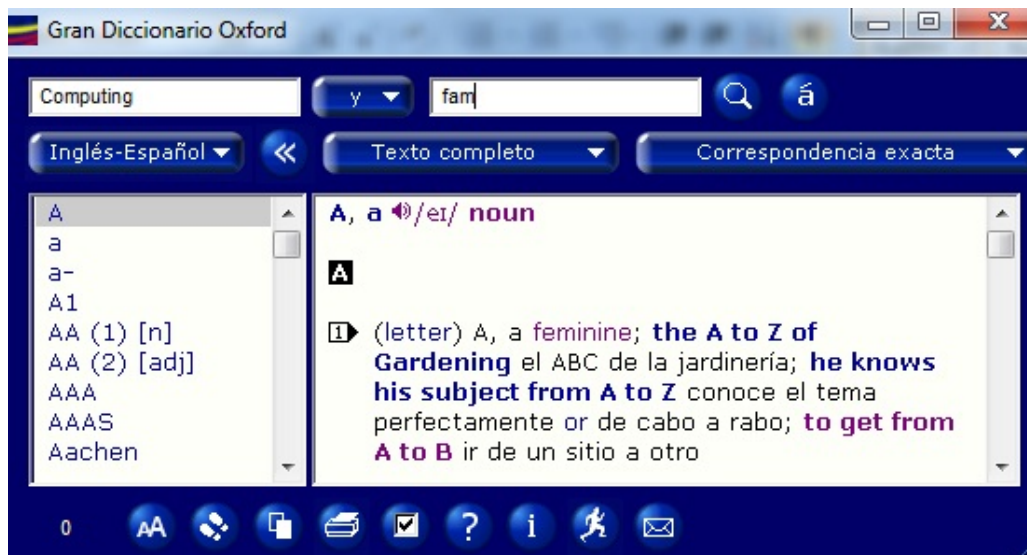 Gran Diccionario Oxford
Computing y fam á
Inglés-Español Texto completo Correspondencia exacta
A
a
a-
A1
AA (1) [n]
AA (2) [adj]
AAA
AAAS
Aachen
A, a /eɪ/ noun
A
1 (letter) A, a feminine; the A to Z of
Gardening el ABC de la jardinería; he knows
his subject from A to Z conoce el tema
perfectamente or de cabo a rabo; to get from
A to B ir de un sitio a otro
0 AA ? i